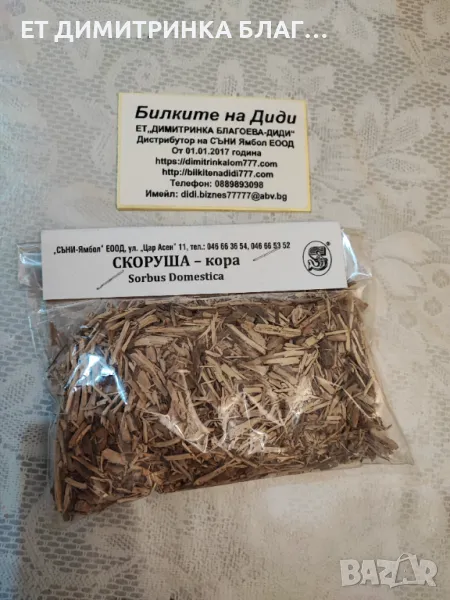 ЕТ ДИМИТРИНКА БЛАГ...
Билките на Диди
ЕТ„ДИМИТРИНКА БЛАГОЕВА-ДИДИ"
Дистрибутор на СЪНИ Ямбол ЕООД
От 01.01.2017 година
https://dimitrinkalom777.com
http://bilkitenadidi777.com
Телефон: 0889893098
Имейл: didi.biznes77777@abv.bg
„СЪНИ-Ямбол" ЕООД, ул. „Цар Асен" 11, тел.: 046 66 36 54, 046 66 53 52
СКОРУША – кора
Sorbus Domestica
BAZAR